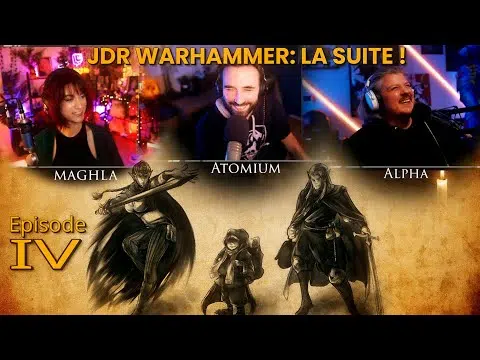 JDR WARHAMMER: LA SUITE !
MAGHLA
ATOMIUM
ALPHA
Episode
IV